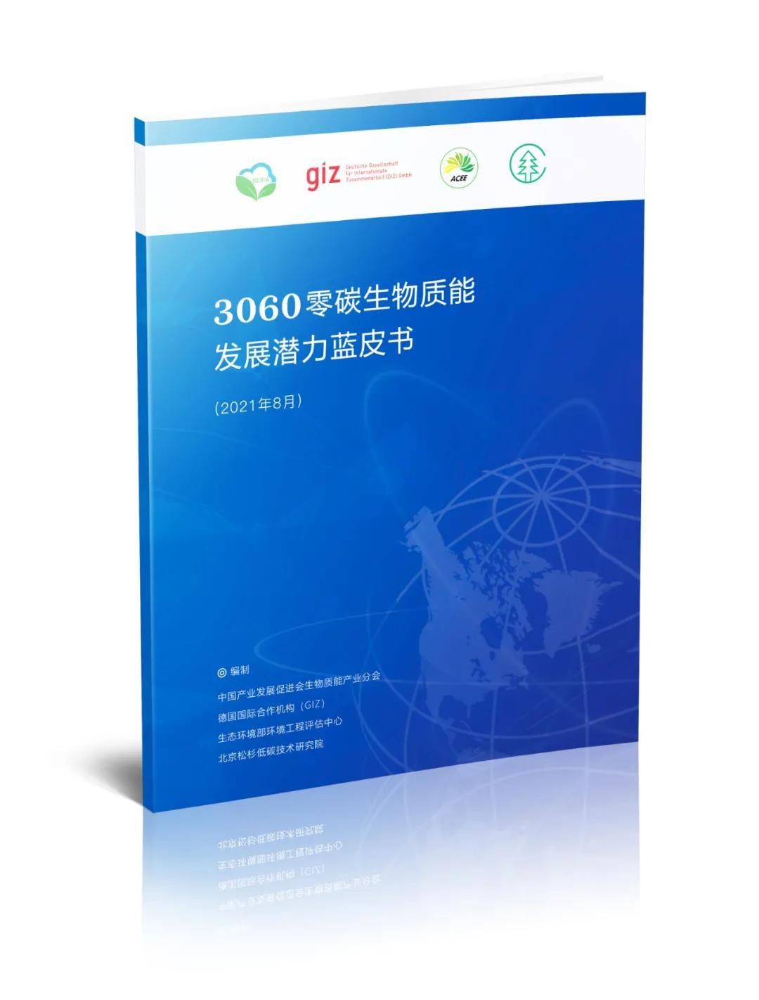 giz
Deutsche Gesellschaft
für Internationale
Zusammenarbeit (GIZ) GmbH
ACEE
3060零碳生物质能
发展潜力蓝皮书
(2021年8月)
编制
中国产业发展促进会生物质能产业分会
德国国际合作机构（GIZ）
生态环境部环境工程评估中心
北京松杉低碳技术研究院